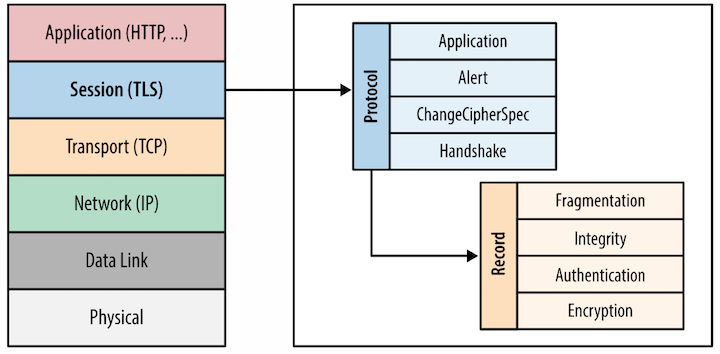 Application (HTTP, ...)
Session (TLS)
Transport (TCP)
Network (IP)
Data Link
Physical
Protocol
Application
Alert
ChangeCipherSpec
Handshake
Record
Fragmentation
Integrity
Authentication
Encryption